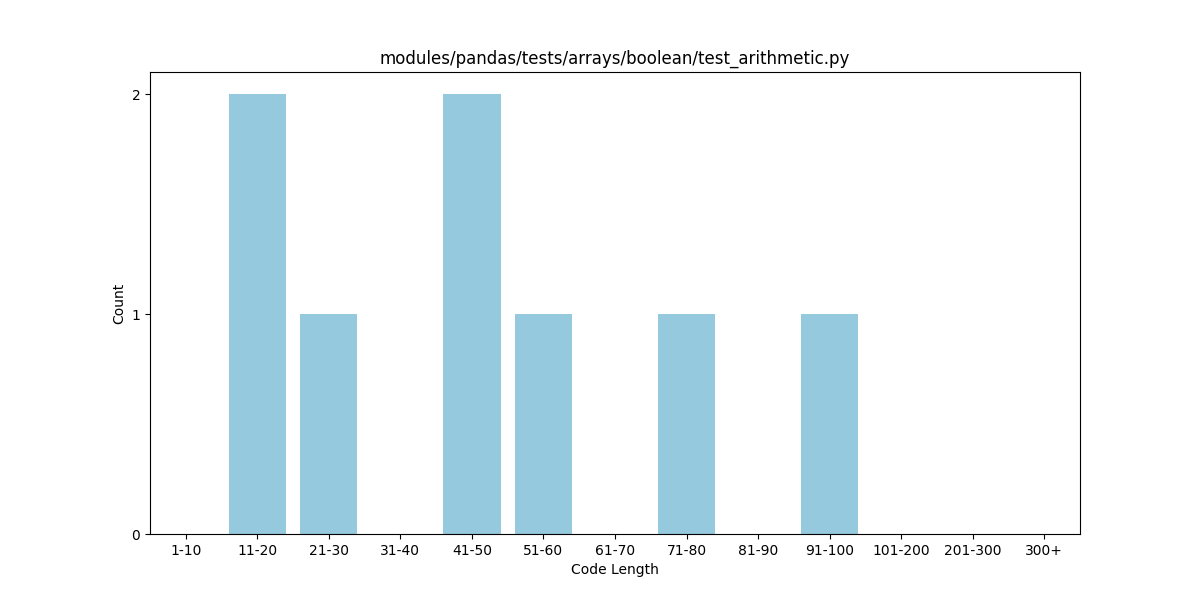 modules/pandas/tests/arrays/boolean/test_arithmetic.py
Count
2
1
0
1-10 11-20 21-30 31-40 41-50 51-60 61-70 71-80 81-90 91-100 101-200 201-300 300+
Code Length